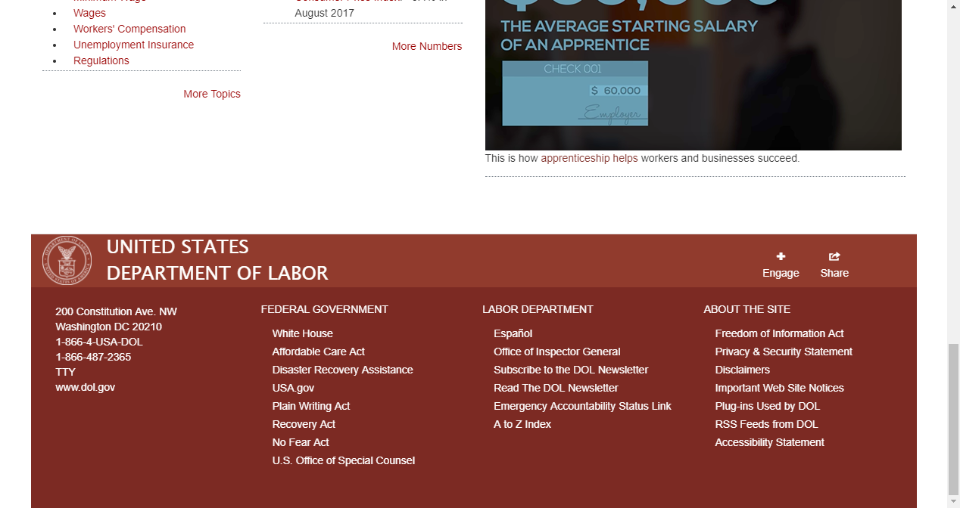 Wages
Workers' Compensation
Unemployment Insurance
Regulations
More Topics
August 2017
More Numbers
THE AVERAGE STARTING SALARY
OF AN APPRENTICE
CHECK 001
$ 60,000
Employer
This is how apprenticeship helps workers and businesses succeed.
UNITED STATES
DEPARTMENT OF LABOR
Engage
Share
200 Constitution Ave. NW
Washington DC 20210
1-866-4-USA-DOL
1-866-487-2365
TTY
www.dol.gov
FEDERAL GOVERNMENT
White House
Affordable Care Act
Disaster Recovery Assistance
USA.gov
Plain Writing Act
Recovery Act
No Fear Act
U.S. Office of Special Counsel
LABOR DEPARTMENT
Español
Office of Inspector General
Subscribe to the DOL Newsletter
Read The DOL Newsletter
Emergency Accountability Status Link
A to Z Index
ABOUT THE SITE
Freedom of Information Act
Privacy & Security Statement
Disclaimers
Important Web Site Notices
Plug-ins Used by DOL
RSS Feeds from DOL
Accessibility Statement